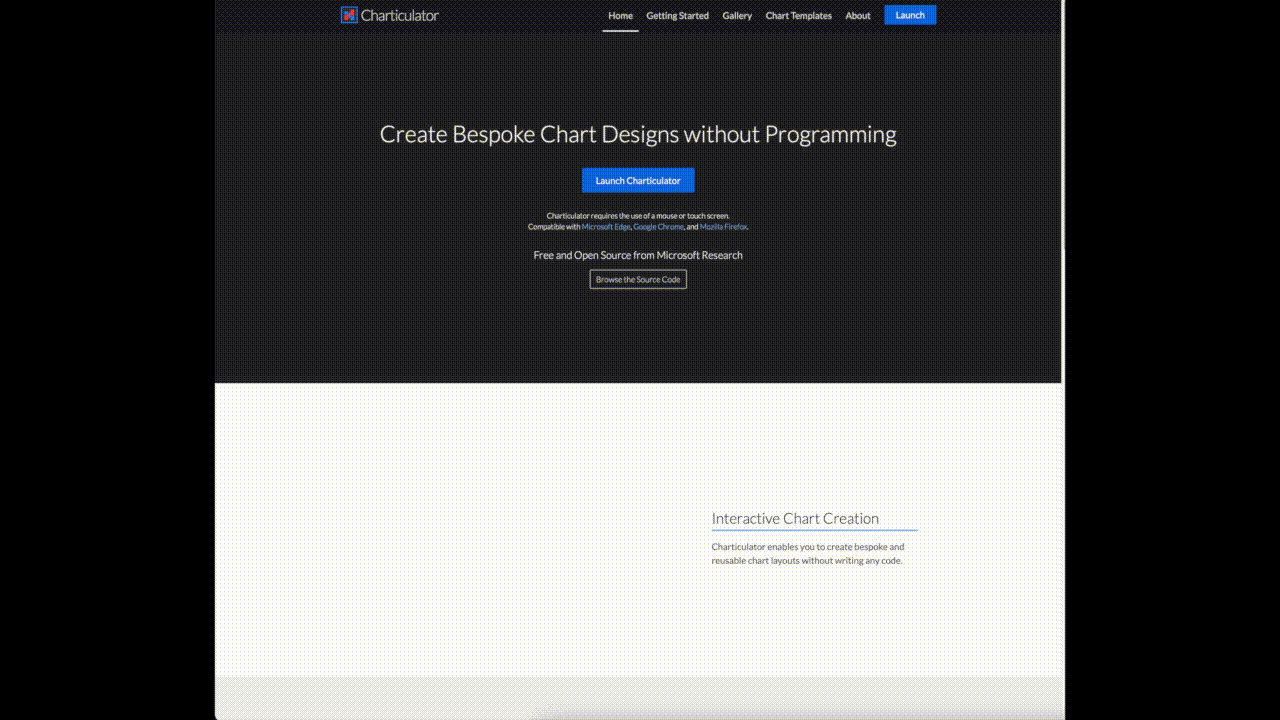 Charticulator
Home Getting Started Gallery Chart Templates About Launch
Create Bespoke Chart Designs without Programming
Launch Charticulator
Charticulator requires the use of a mouse or touch screen.
Compatible with Microsoft Edge, Google Chrome, and Mozilla Firefox.
Free and Open Source from Microsoft Research
Browse the Source Code
Interactive Chart Creation
Charticulator enables you to create bespoke and
reusable chart layouts without writing any code.